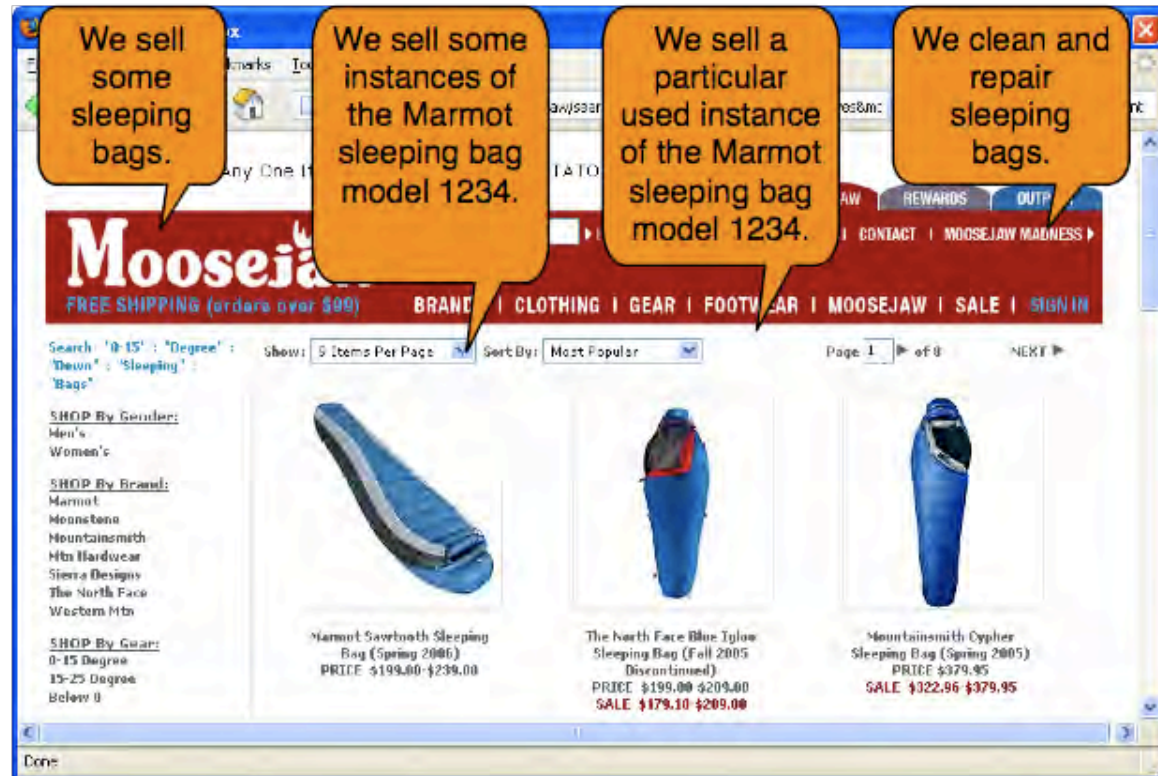 We sell
some
sleeping
bags.
We sell some
instances of
the Marmot
sleeping bag
model 1234.
We sell a
particular
used instance
of the Marmot
sleeping bag
model 1234.
We clean and
repair
sleeping
bags.
Any One It
TATO
AW REWARDS OUTP
Moosejaw
CONTACT | MOOSEJAW MADNESS
FREE SHIPPING (orders over $99)
BRAND | CLOTHING | GEAR | FOOTWEAR | MOOSEJAW | SALE | SIGN IN
Search: '0-15' : 'Degree' :
'Down' : 'Sleeping' :
'Bags'
Show: 9 Items Per Page Sort By: Most Popular Page 1 of 8 NEXT
SHOP By Gender:
Men's
Women's
SHOP By Brand:
Marmot
Moonstone
Mountainsmith
Mtn Hardwear
Sierra Designs
The North Face
Western Mtn
SHOP By Gear:
0-15 Degree
15-25 Degree
Below 0
Marmot Sawtooth Sleeping
Bag (Spring 2006)
PRICE $199.00-$239.00
The North Face Blue Igloo
Sleeping Bag (Fall 2005
Discontinued)
PRICE $199.00-$209.00
SALE $179.10-$209.00
Mountainsmith Cypher
Sleeping Bag (Spring 2005)
PRICE $379.95
SALE $322.96-$379.95
Done